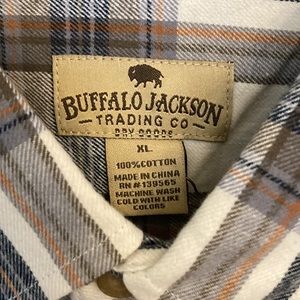 BUFFALO JACKSON
TRADING CO
DRY GOODS
XL
100% COTTON
MADE IN CHINA
RN # 139565
MACHINE WASH
COLD WITH LIKE
COLORS